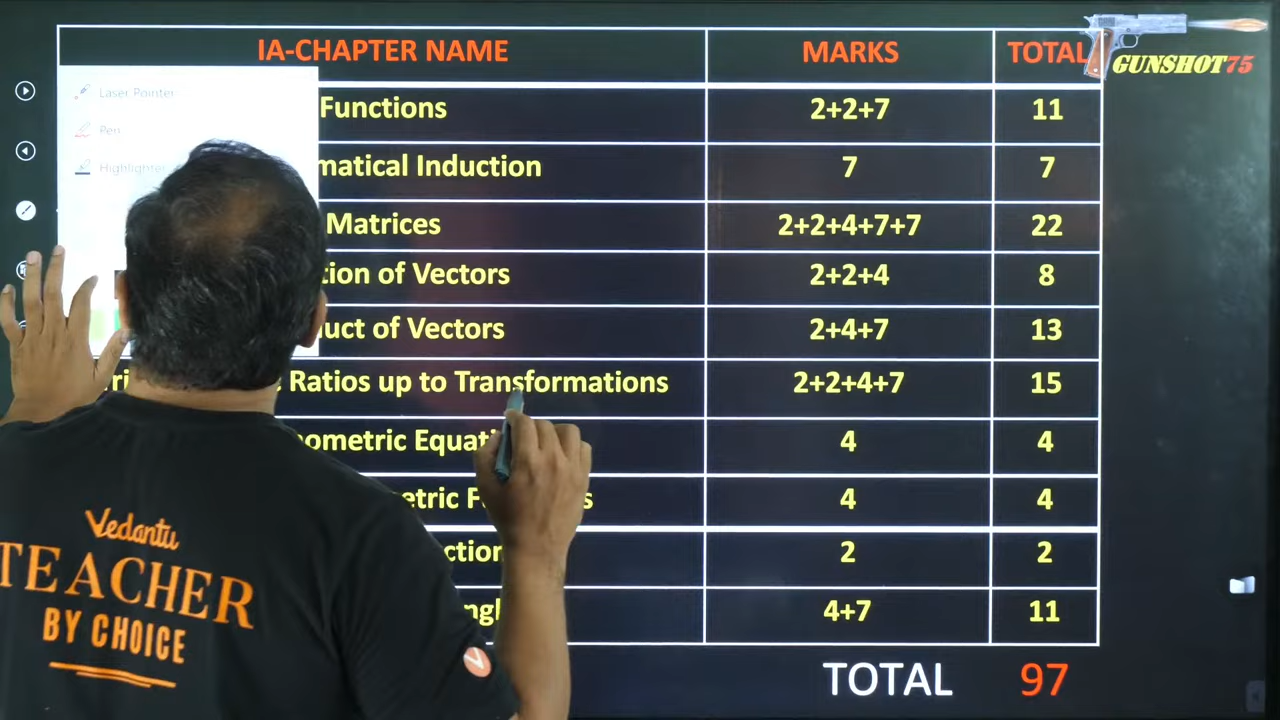 IA-CHAPTER NAME MARKS TOTAL
GUNSHOT75
Laser Pointer
Pen
Highlighter
Functions 2+2+7 11
matical Induction 7 7
Matrices 2+2+4+7+7 22
tion of Vectors 2+2+4 8
duct of Vectors 2+4+7 13
Ratios up to Transformations 2+2+4+7 15
nometric Equati 4 4
etric F s 4 4
ction 2 2
ngl 4+7 11
TOTAL 97
Vedantu
TEACHER
BY CHOICE
V